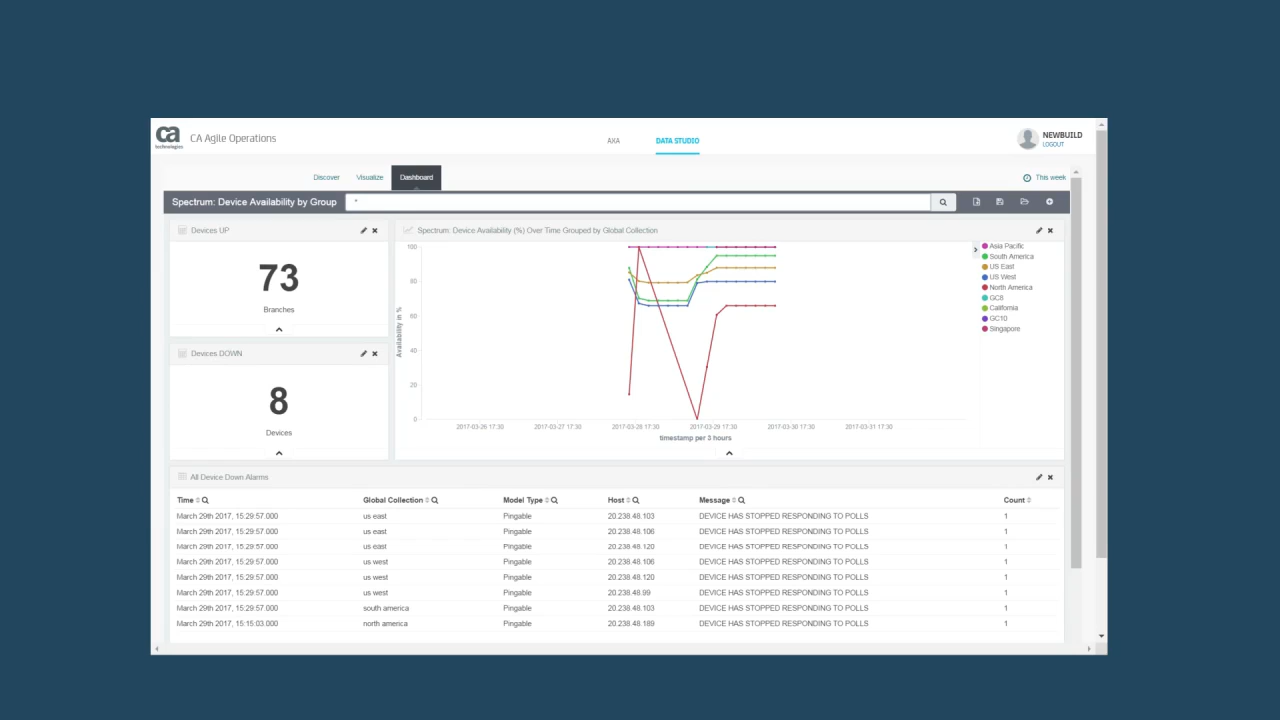 ca technologies CA Agile Operations AXA DATA STUDIO NEWBUILD
LOGOUT
Discover Visualize Dashboard This week
Spectrum: Device Availability by Group *
Devices UP
73
Branches
Devices DOWN
8
Devices
Spectrum: Device Availability (%) Over Time Grouped by Global Collection
100
80
60
40
20
0
Availability in %
2017-03-26 17:30 2017-03-27 17:30 2017-03-28 17:30 2017-03-29 17:30 2017-03-30 17:30 2017-03-31 17:30
timestamp per 3 hours
Asia Pacific
South America
US East
US West
North America
GC8
California
GC10
Singapore
All Device Down Alarms
Time Global Collection Model Type Host Message Count
March 29th 2017, 15:29:57.000 us east Pingable 20.238.48.103 DEVICE HAS STOPPED RESPONDING TO POLLS 1
March 29th 2017, 15:29:57.000 us east Pingable 20.238.48.106 DEVICE HAS STOPPED RESPONDING TO POLLS 1
March 29th 2017, 15:29:57.000 us east Pingable 20.238.48.120 DEVICE HAS STOPPED RESPONDING TO POLLS 1
March 29th 2017, 15:29:57.000 us west Pingable 20.238.48.106 DEVICE HAS STOPPED RESPONDING TO POLLS 1
March 29th 2017, 15:29:57.000 us west Pingable 20.238.48.120 DEVICE HAS STOPPED RESPONDING TO POLLS 1
March 29th 2017, 15:29:57.000 us west Pingable 20.238.48.99 DEVICE HAS STOPPED RESPONDING TO POLLS 1
March 29th 2017, 15:29:57.000 south america Pingable 20.238.48.103 DEVICE HAS STOPPED RESPONDING TO POLLS 1
March 29th 2017, 15:15:03.000 north america Pingable 20.238.48.189 DEVICE HAS STOPPED RESPONDING TO POLLS 1